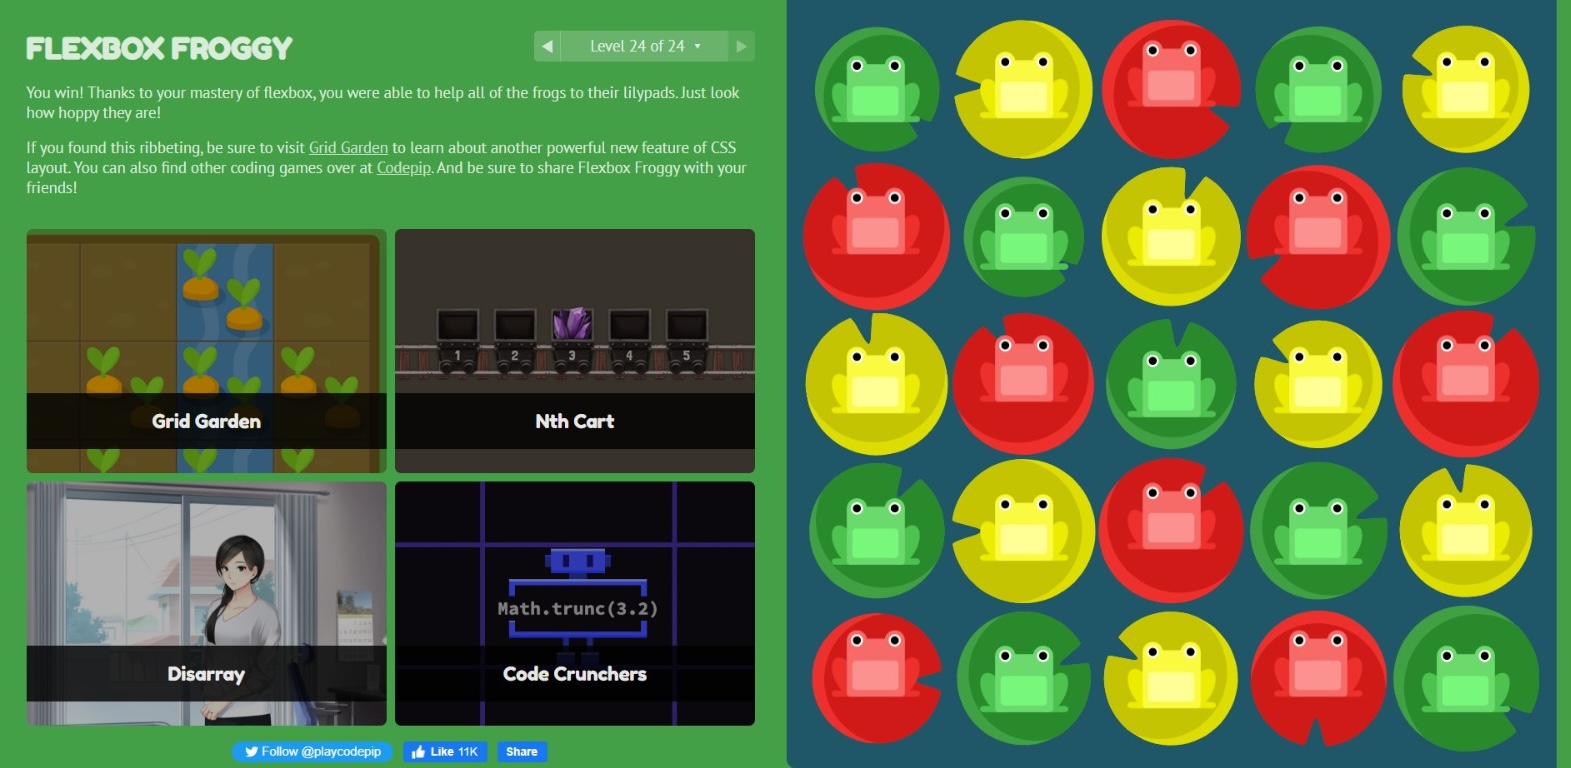 FLEXBOX FROGGY
Level 24 of 24
You win! Thanks to your mastery of flexbox, you were able to help all of the frogs to their lilypads. Just look
how hoppy they are!
If you found this ribbeting, be sure to visit Grid Garden to learn about another powerful new feature of CSS
layout. You can also find other coding games over at Codepip. And be sure to share Flexbox Froggy with your
friends!
1 2 3 4 5
Grid Garden
Nth Cart
Math.trunc(3.2)
Disarray
Code Crunchers
Follow @playcodepip
Like 11K
Share